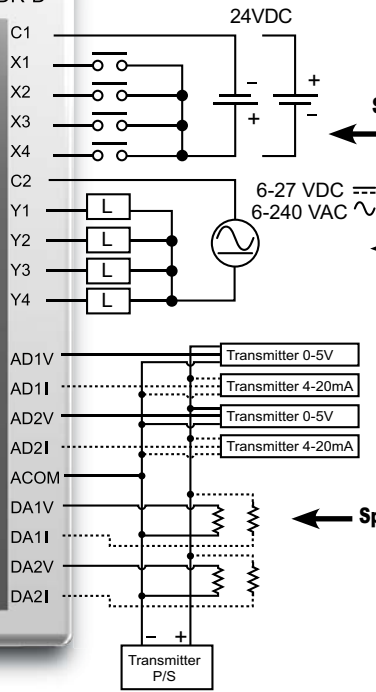 24VDC
C1
X1
X2
X3
X4
C2
Y1
Y2
Y3
Y4
−
+
+
−
6-27 VDC
6-240 VAC
L
L
L
L
AD1V
AD1I
AD2V
AD2I
ACOM
DA1V
DA1I
DA2V
DA2I
Transmitter 0-5V
Transmitter 4-20mA
Transmitter 0-5V
Transmitter 4-20mA
− +
Transmitter
P/S